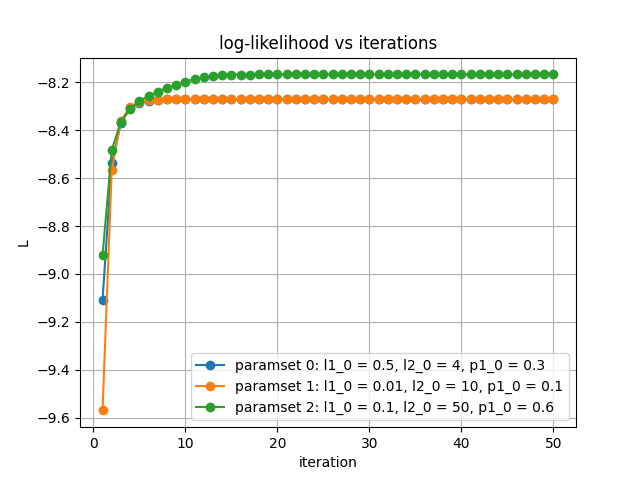 log-likelihood vs iterations
L
−8.2
−8.4
−8.6
−8.8
−9.0
−9.2
−9.4
−9.6
paramset 0: l1_0 = 0.5, l2_0 = 4, p1_0 = 0.3
paramset 1: l1_0 = 0.01, l2_0 = 10, p1_0 = 0.1
paramset 2: l1_0 = 0.1, l2_0 = 50, p1_0 = 0.6
0 10 20 30 40 50
iteration